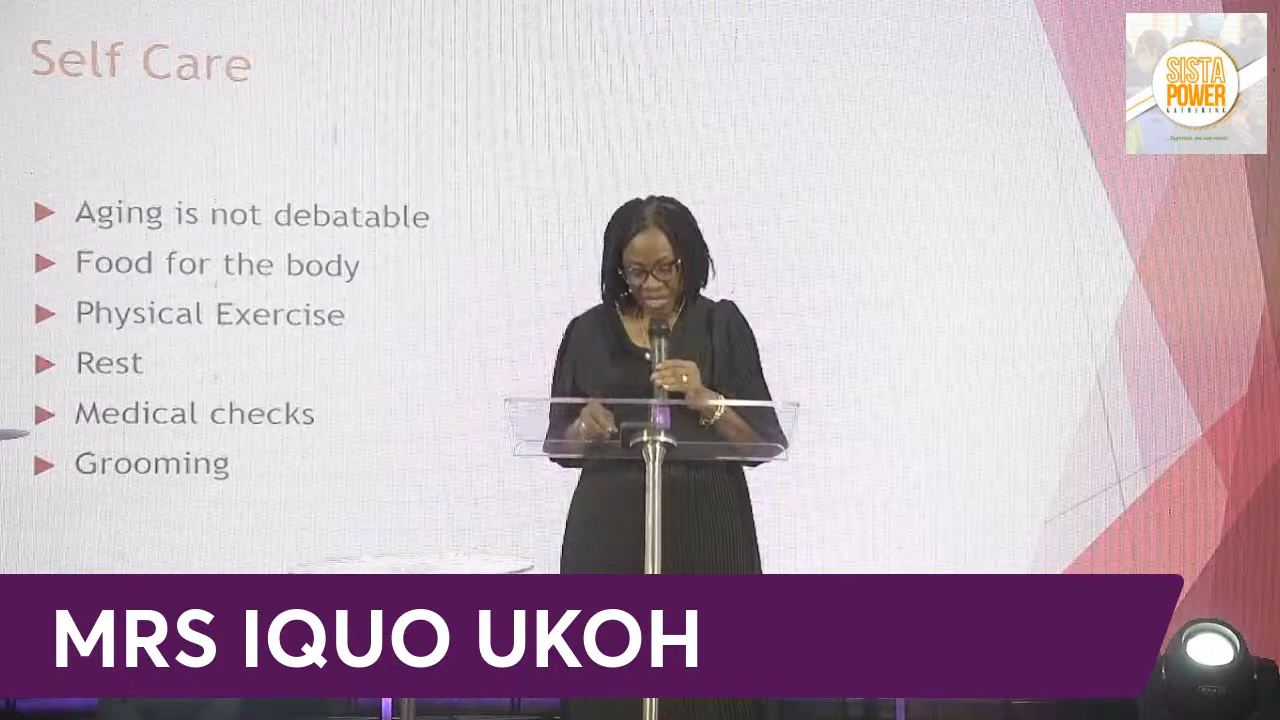 Self Care
Aging is not debatable
Food for the body
Physical Exercise
Rest
Medical checks
Grooming
SISTA
POWER
GATHERING
MRS IQUO UKOH